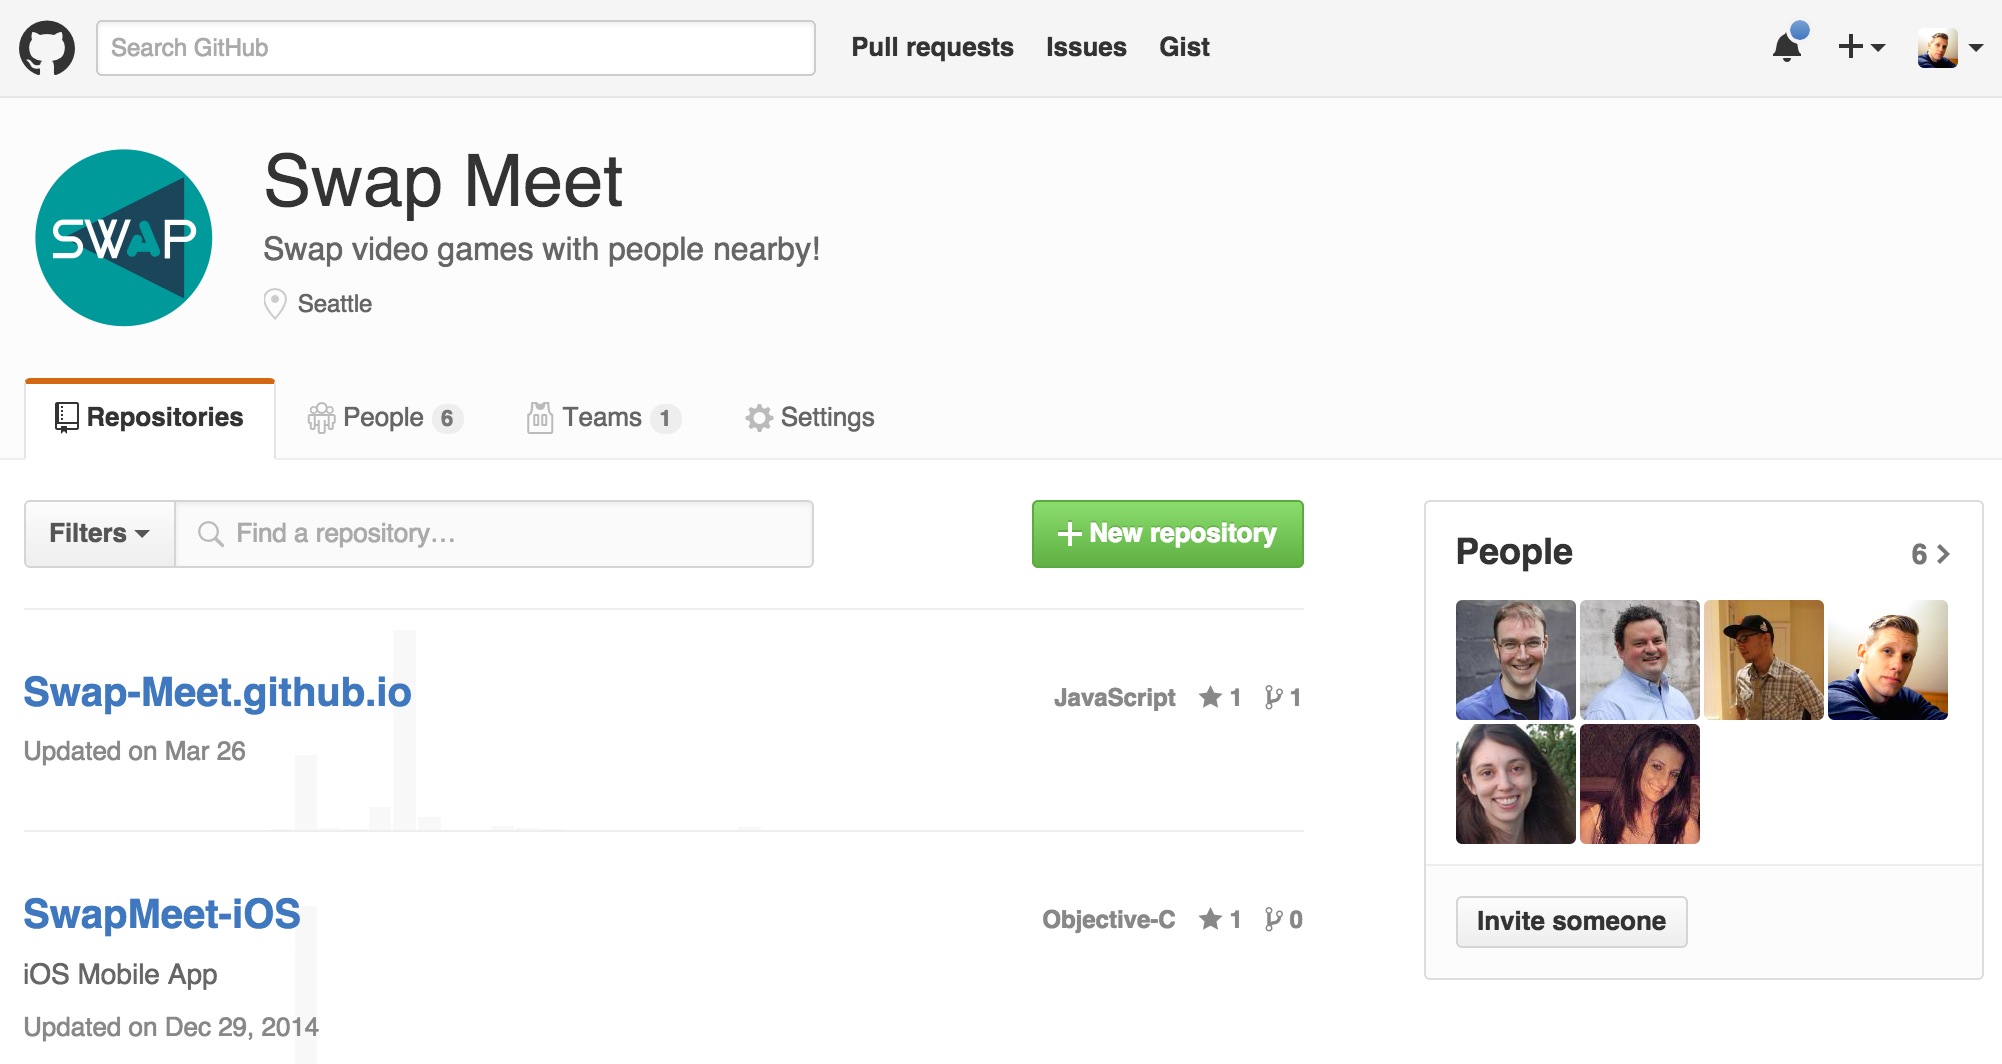 Search GitHub
Pull requests
Issues
Gist
SWAP
Swap Meet
Swap video games with people nearby!
Seattle
Repositories
People 6
Teams 1
Settings
Filters
Find a repository…
New repository
Swap-Meet.github.io
JavaScript 1 1
Updated on Mar 26
SwapMeet-iOS
Objective-C 1 0
iOS Mobile App
Updated on Dec 29, 2014
People 6
Invite someone